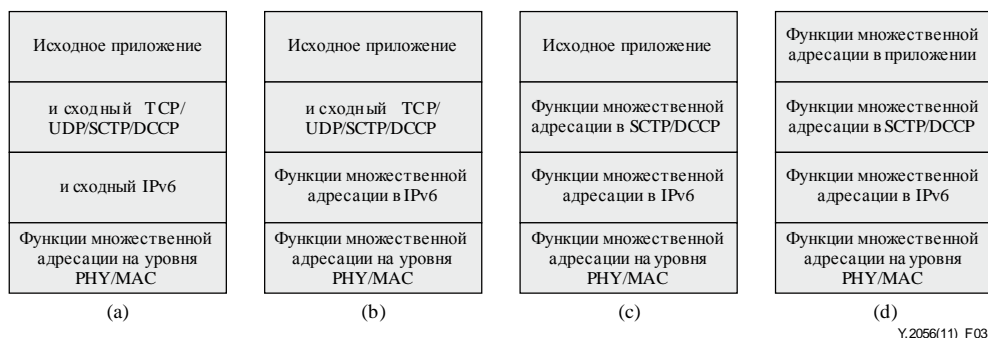 Исходное приложение
и сходный TCP/
UDP/SCTP/DCCP
и сходный IPv6
Функции множественной
адресации на уровня
PHY/MAC
(a)
Исходное приложение
и сходный TCP/
UDP/SCTP/DCCP
Функции множественной
адресации в IPv6
Функции множественной
адресации на уровня
PHY/MAC
(b)
Исходное приложение
Функции множественной
адресации в SCTP/DCCP
Функции множественной
адресации в IPv6
Функции множественной
адресации на уровня
PHY/MAC
(c)
Функции множественной
адресации в приложении
Функции множественной
адресации в SCTP/DCCP
Функции множественной
адресации в IPv6
Функции множественной
адресации на уровня
PHY/MAC
(d)
Y.2056(11)_F03